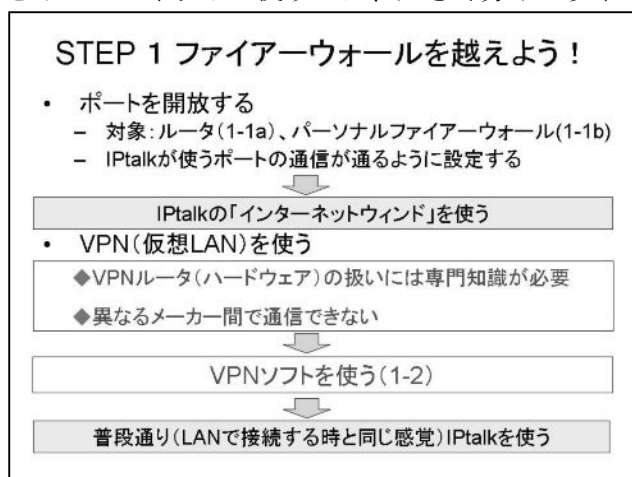 STEP 1 ファイアーウォールを越えよう！
• ポートを開放する
– 対象：ルータ(1-1a)、パーソナルファイアーウォール(1-1b)
– IPtalkが使うポートの通信が通るように設定する
IPtalkの「インターネットウィンド」を使う
• VPN（仮想LAN）を使う
◆VPNルータ（ハードウェア）の扱いには専門知識が必要
◆異なるメーカー間で通信できない
VPNソフトを使う（1-2）
普段通り（LANで接続する時と同じ感覚）IPtalkを使う